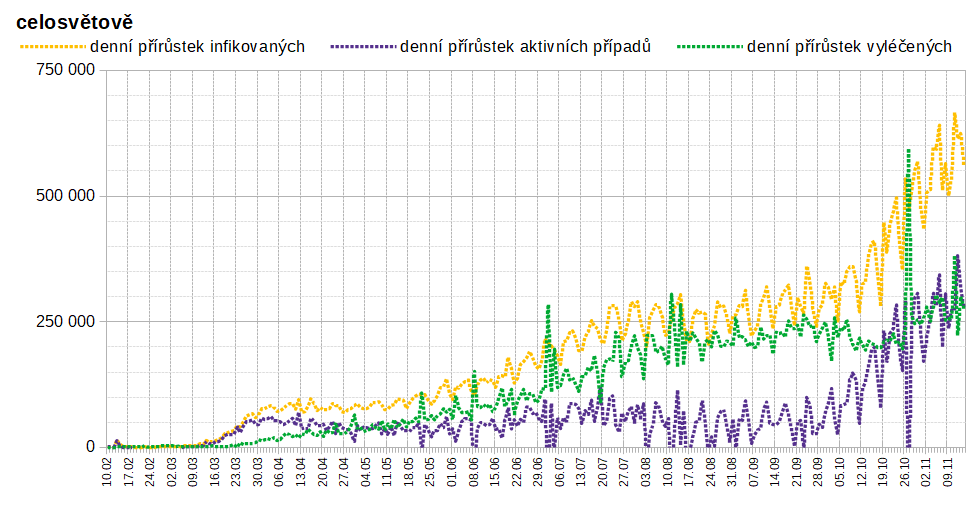 celosvětově
denní přírůstek infikovaných denní přírůstek aktivních případů denní přírůstek vyléčených
750 000
500 000
250 000
0
10.02 17.02 24.02 02.03 09.03 16.03 23.03 30.03 06.04 13.04 20.04 27.04 04.05 11.05 18.05 25.05 01.06 08.06 15.06 22.06 29.06 06.07 13.07 20.07 27.07 03.08 10.08 17.08 24.08 31.08 07.09 14.09 21.09 28.09 05.10 12.10 19.10 26.10 02.11 09.11